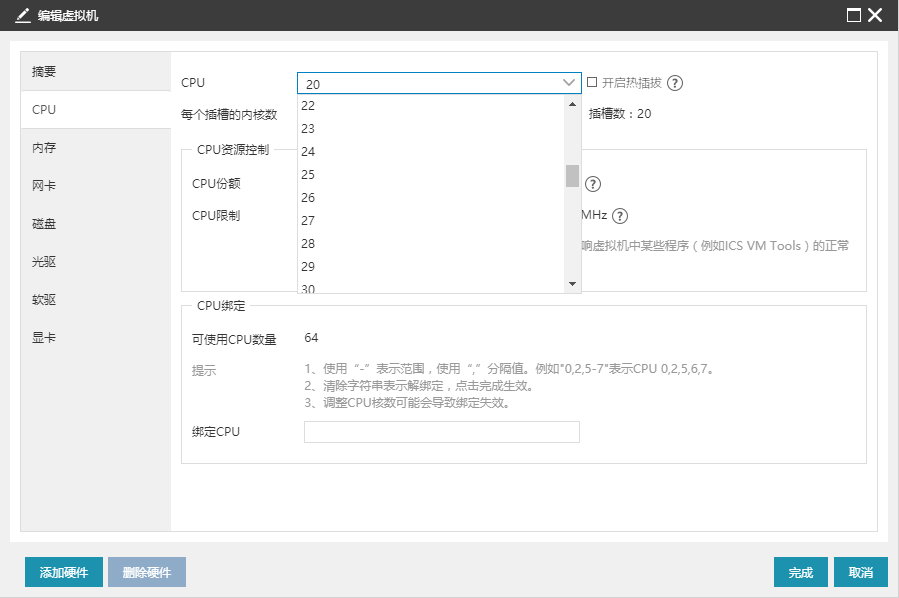 编辑虚拟机
摘要
CPU
内存
网卡
磁盘
光驱
软驱
显卡
CPU 20 开启热插拔 ?
每个插槽的内核数 插槽数：20
22
23
24
25
26
27
28
29
30
CPU资源控制
CPU份额 ?
CPU限制 MHz ?
响虚拟机中某些程序（例如ICS VM Tools）的正常
CPU绑定
可使用CPU数量 64
提示 1、使用“-”表示范围，使用“,”分隔值。例如"0,2,5-7"表示CPU 0,2,5,6,7。
2、清除字符串表示解绑定，点击完成生效。
3、调整CPU核数可能会导致绑定失效。
绑定CPU
添加硬件 删除硬件 完成 取消